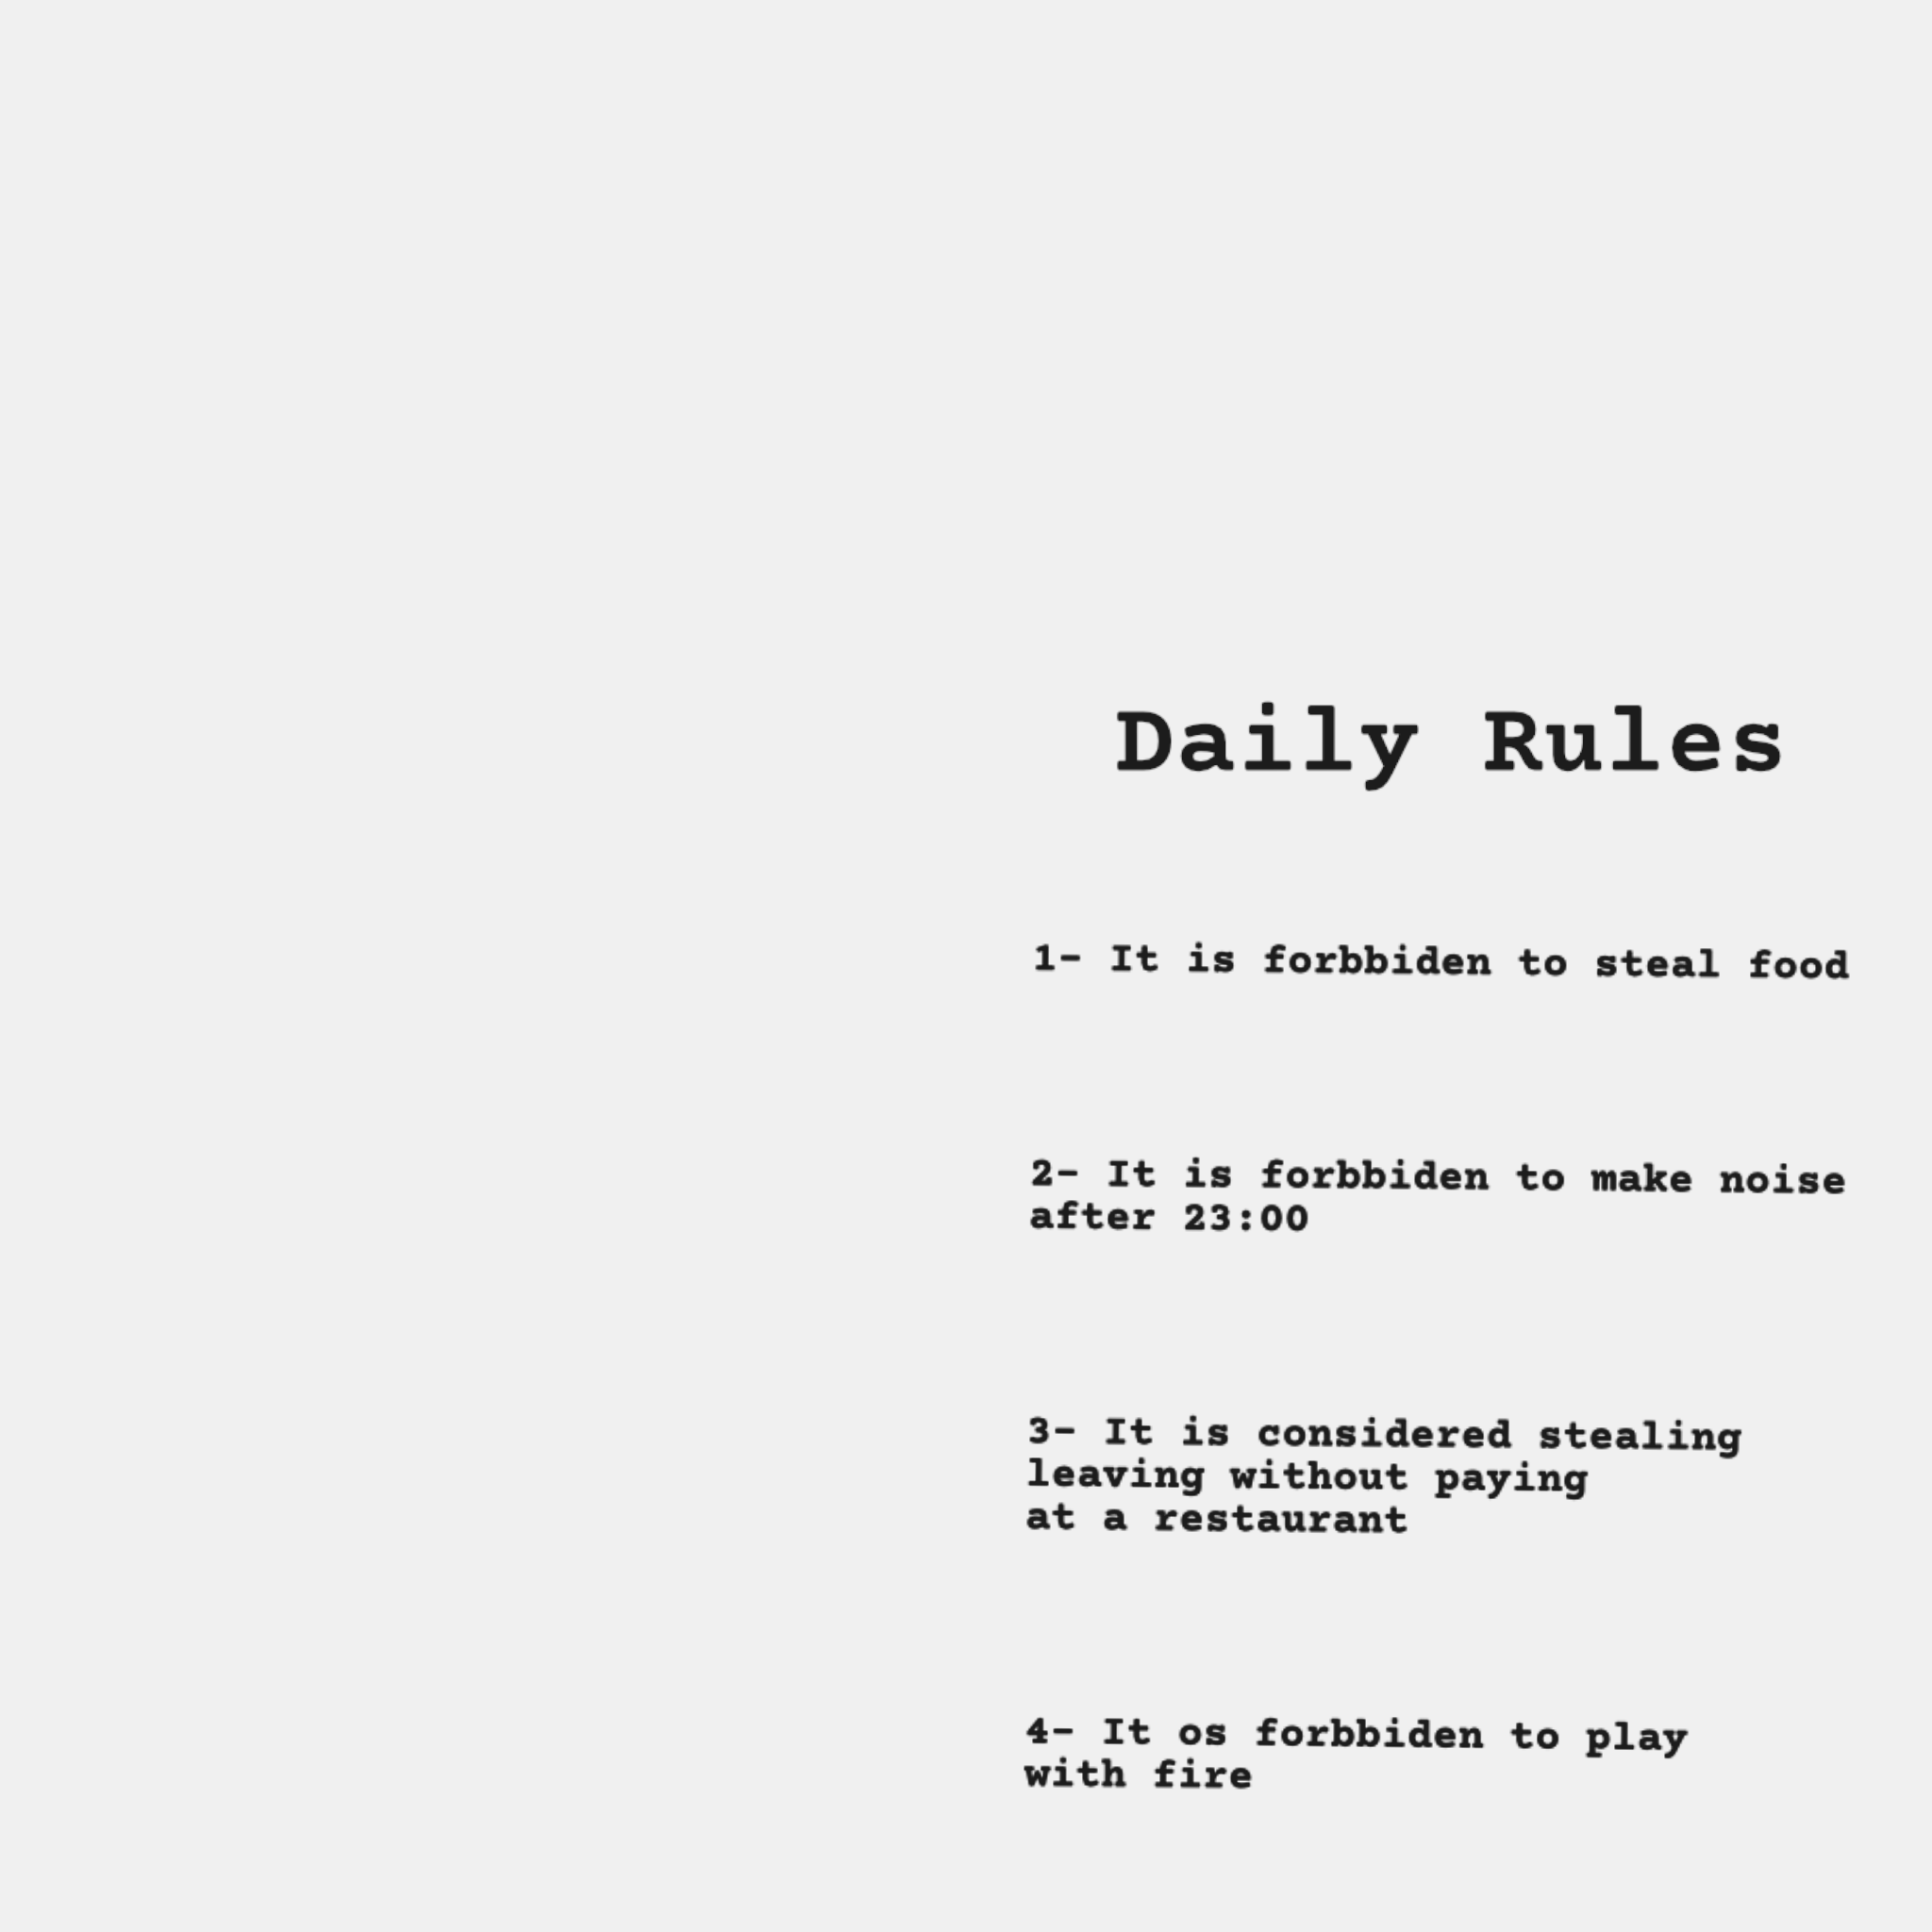 Daily Rules
1- It is forbbiden to steal food
2- It is forbbiden to make noise
after 23:00
3- It is considered stealing
leaving without paying
at a restaurant
4- It os forbbiden to play
with fire